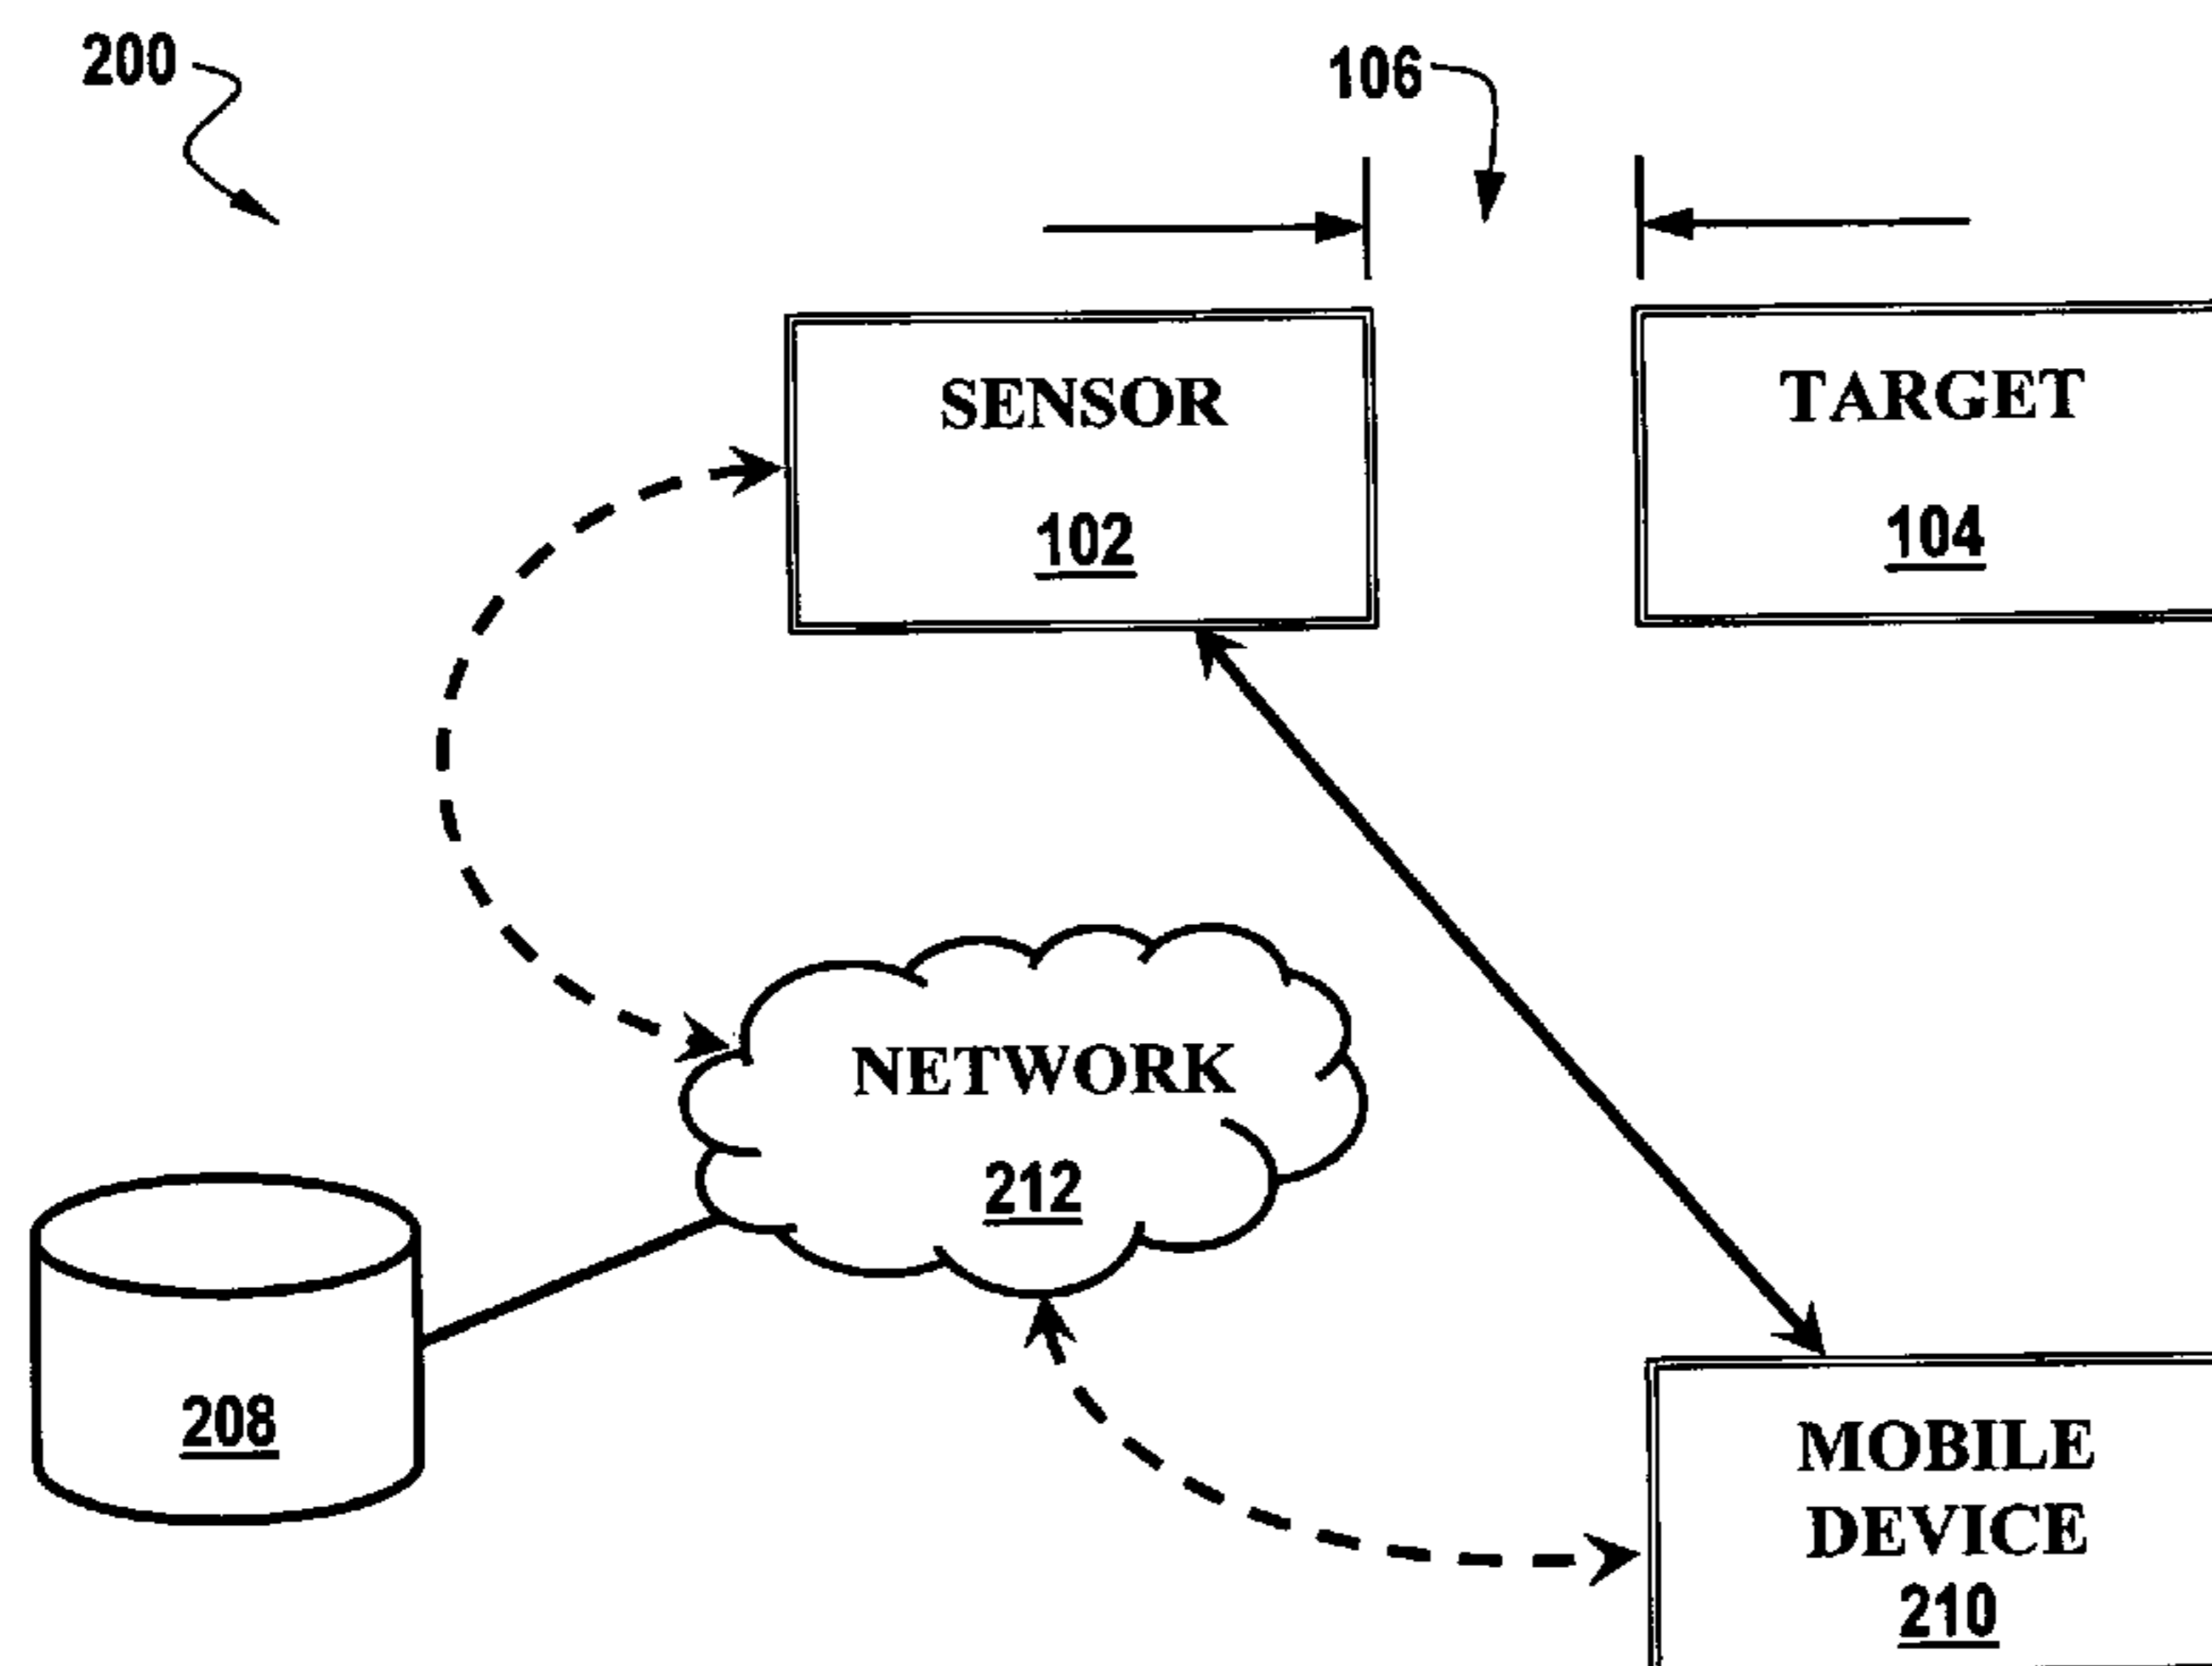 200
106
SENSOR
102
TARGET
104
NETWORK
212
208
MOBILE
DEVICE
210